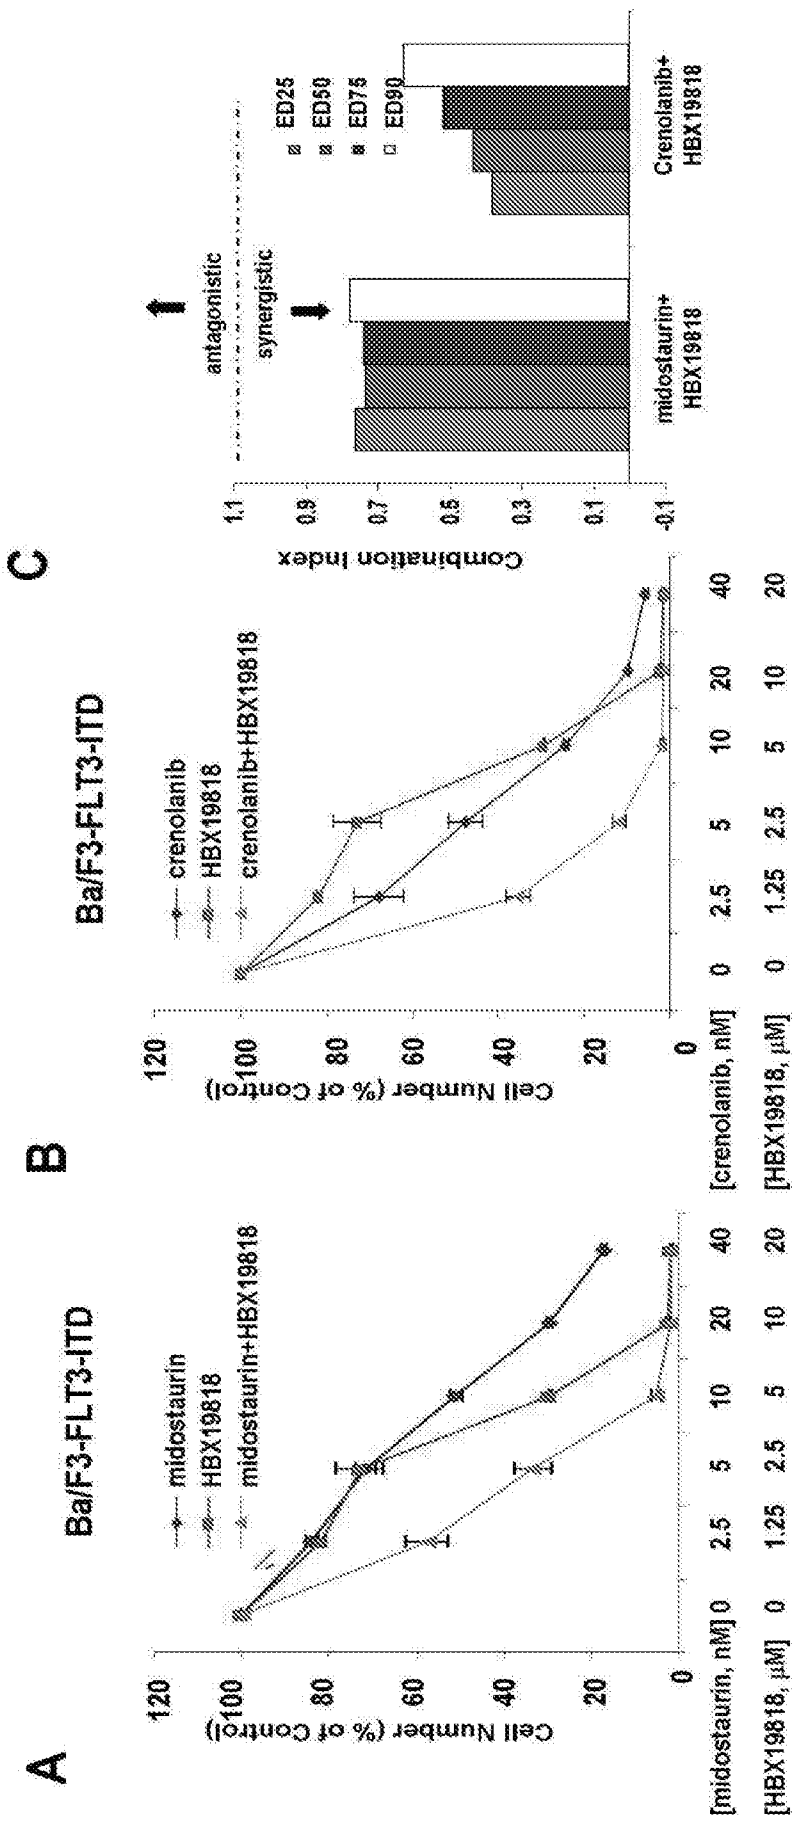 A
Ba/F3-FLT3-ITD
midostaurin
HBX19818
midostaurin+HBX19818
Cell Number (% of Control)
120
100
80
60
40
20
0
[midostaurin, nM] 0 2.5 5 10 20 40
[HBX19818, µM] 0 1.25 2.5 5 10 20
B
Ba/F3-FLT3-ITD
crenolanib
HBX19818
crenolanib+HBX19818
Cell Number (% of Control)
120
100
80
60
40
20
0
[crenolanib, nM] 0 2.5 5 10 20 40
[HBX19818, µM] 0 1.25 2.5 5 10 20
C
antagonistic
synergistic
ED25
ED50
ED75
ED90
Combination Index
1.1
0.9
0.7
0.5
0.3
0.1
-0.1
midostaurin+
HBX19818
Crenolanib+
HBX19818